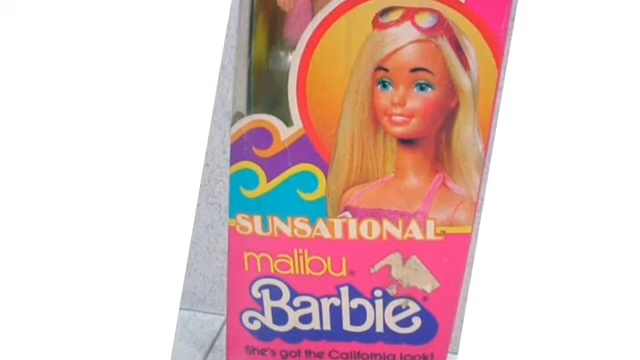 SUNSATIONAL
malibu®
Barbie®
She's got the California look!